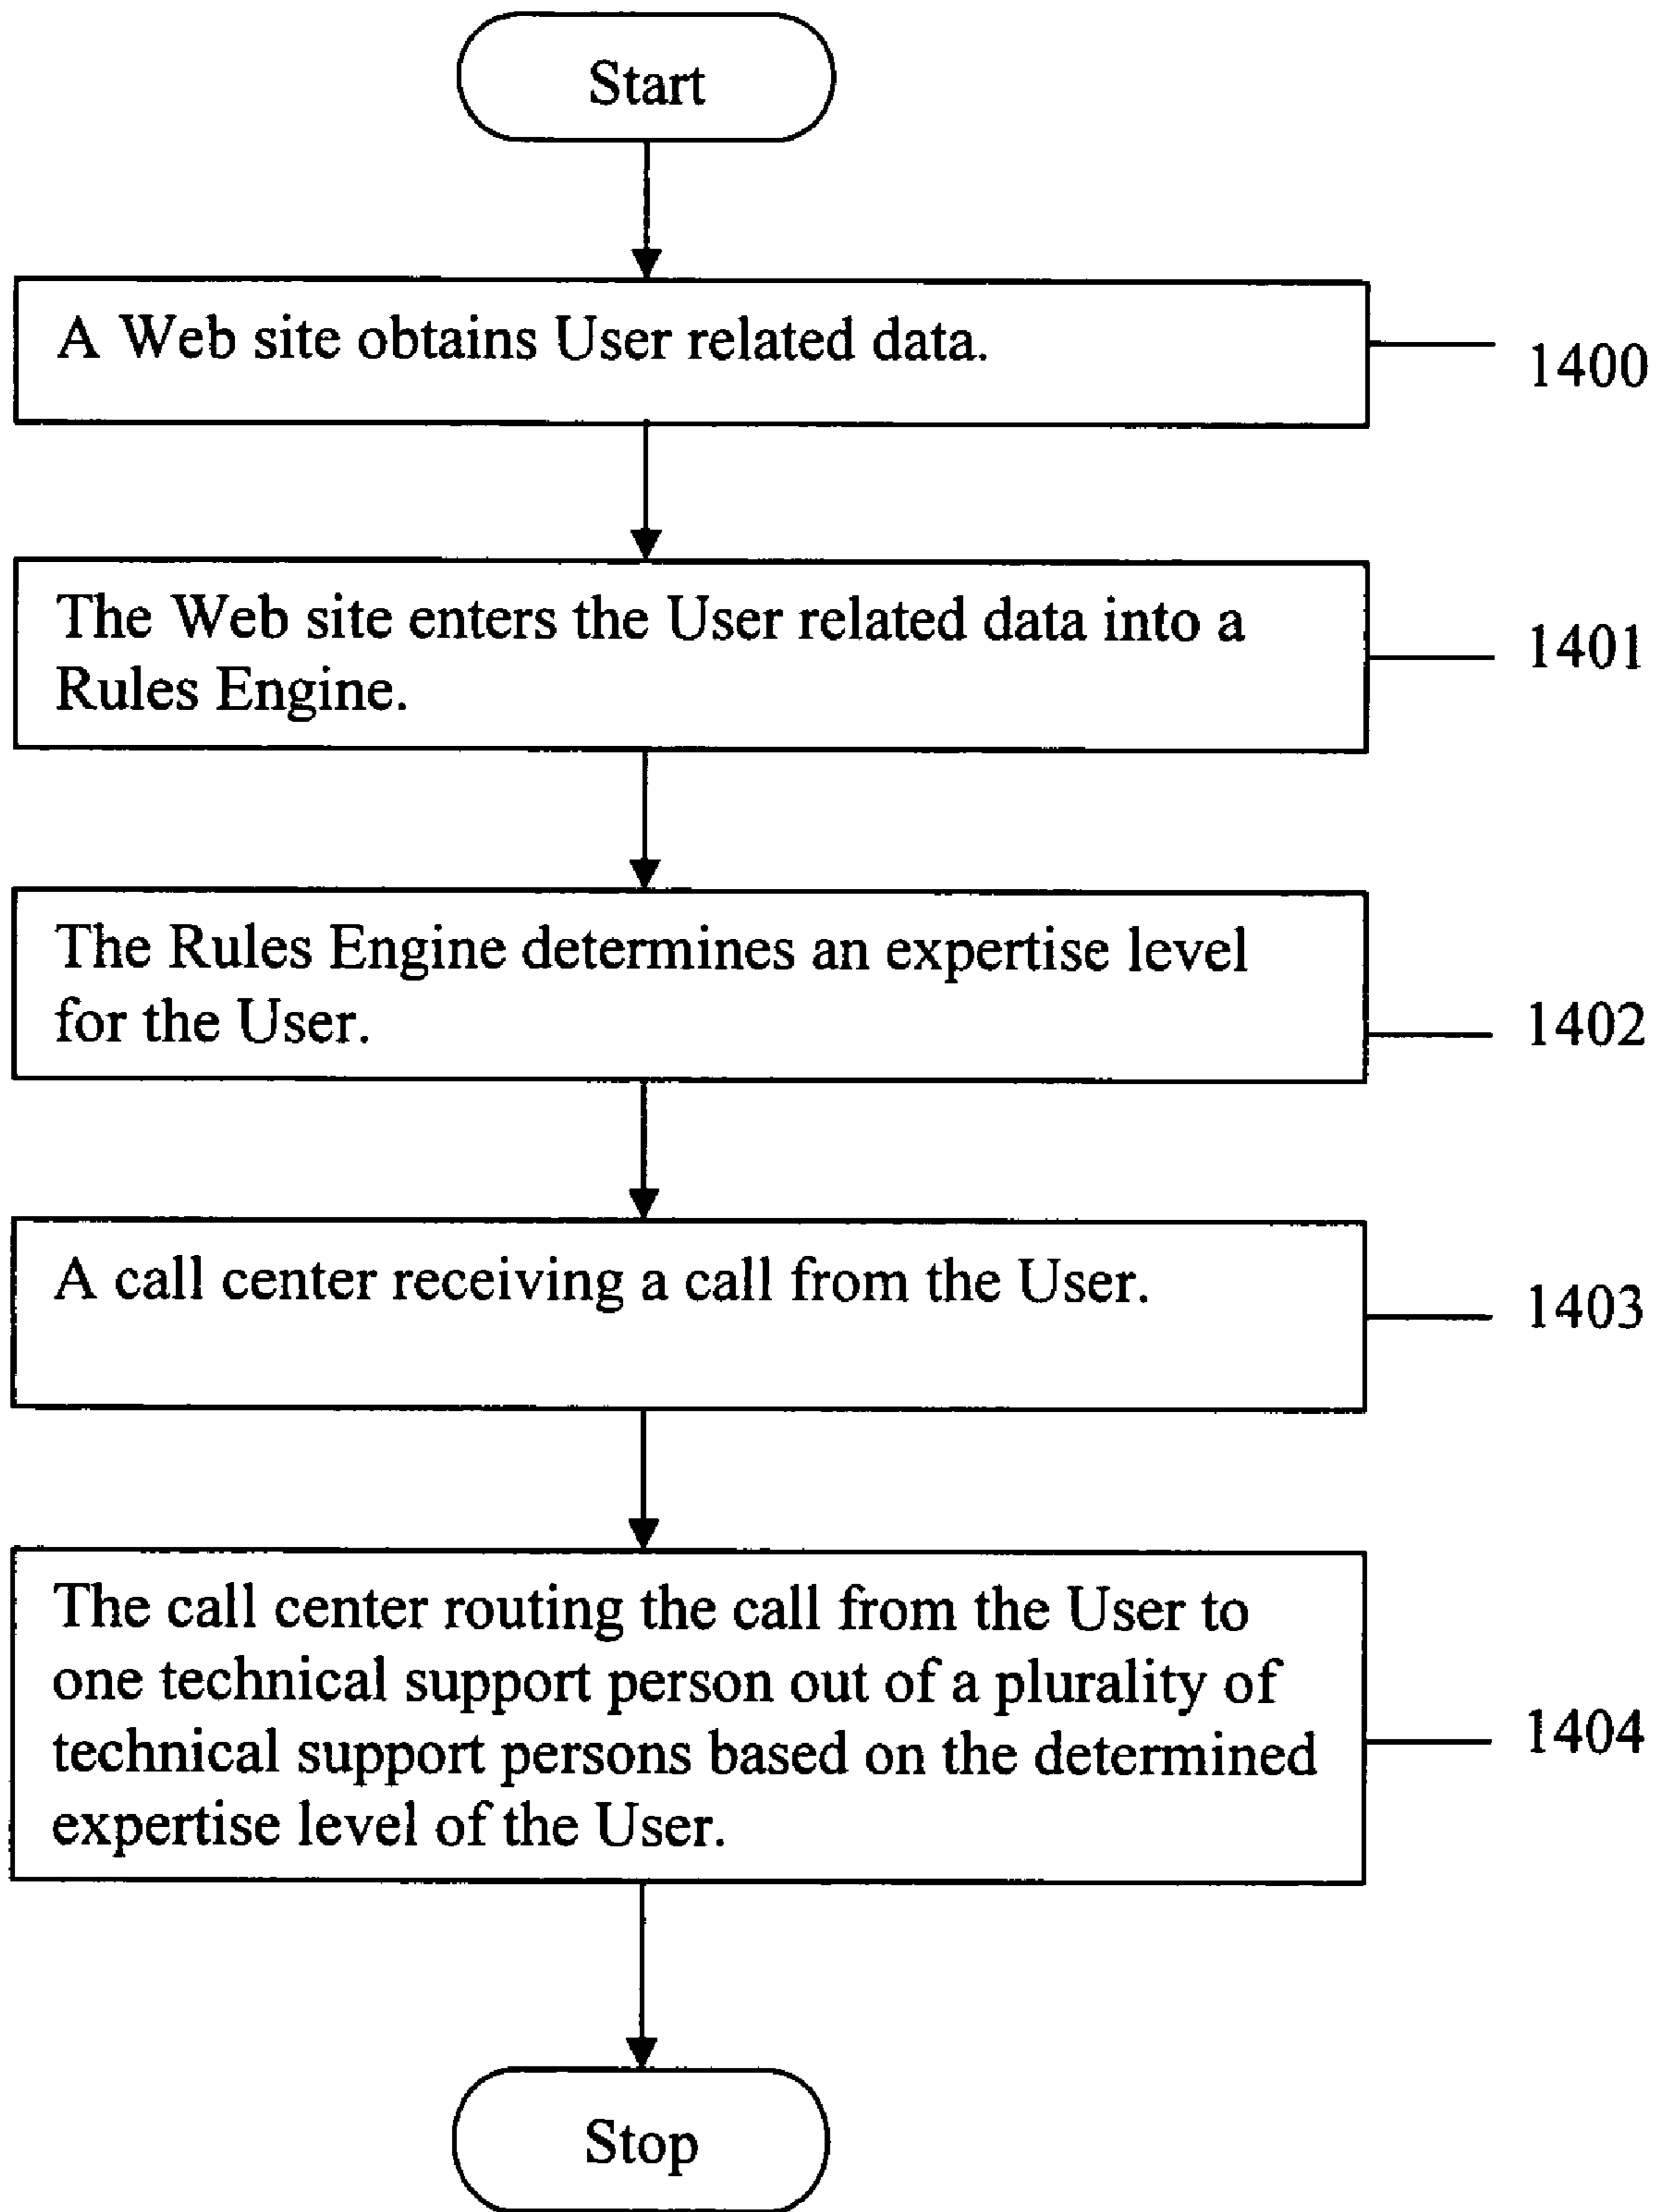 Start
A Web site obtains User related data.
1400
The Web site enters the User related data into a
Rules Engine.
1401
The Rules Engine determines an expertise level
for the User.
1402
A call center receiving a call from the User.
1403
The call center routing the call from the User to
one technical support person out of a plurality of
technical support persons based on the determined
expertise level of the User.
1404
Stop